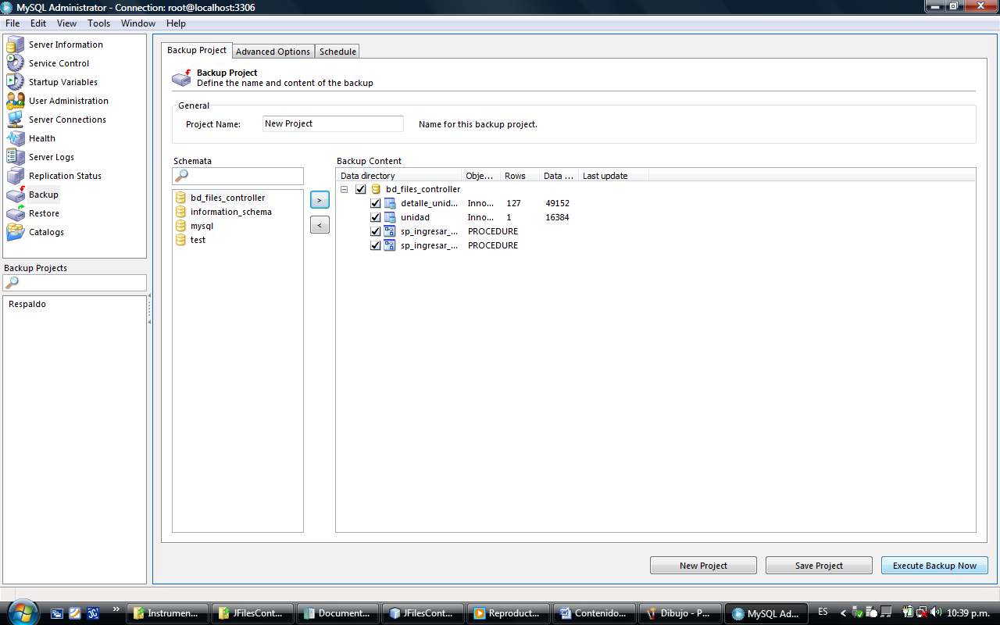 MySQL Administrator - Connection: root@localhost:3306
File Edit View Tools Window Help
Server Information
Service Control
Startup Variables
User Administration
Server Connections
Health
Server Logs
Replication Status
Backup
Restore
Catalogs
Backup Projects
Respaldo
Backup Project Advanced Options Schedule
Backup Project
Define the name and content of the backup
General
Project Name: New Project Name for this backup project.
Schemata
bd_files_controller
information_schema
mysql
test
>
<
Backup Content
Data directory Obje... Rows Data ... Last update
bd_files_controller
detalle_unid... Inno... 127 49152
unidad Inno... 1 16384
sp_ingresar_... PROCEDURE
sp_ingresar_... PROCEDURE
New Project Save Project Execute Backup Now
Instrumen... JFilesCont... Document... JFilesCont... Reproduct... Contenido... Dibujo - P... MySQL Ad... ES 10:39 p.m.